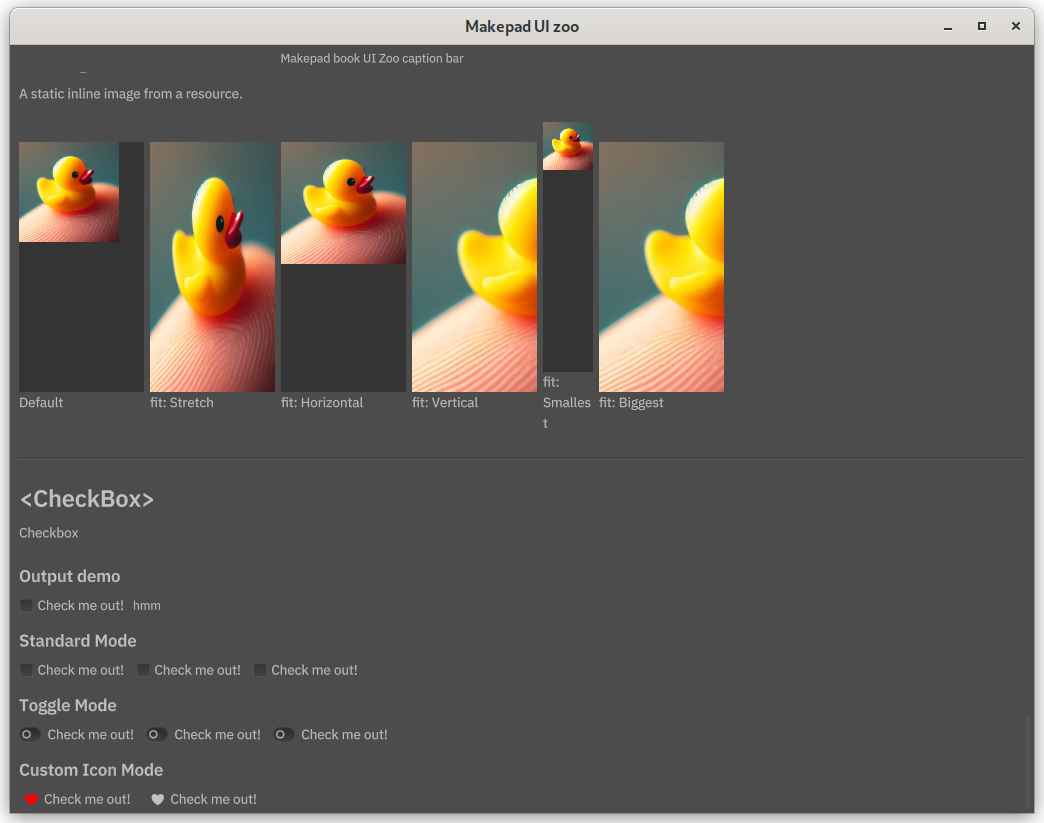 Makepad UI zoo
Makepad book UI Zoo caption bar
A static inline image from a resource.
Default
fit: Stretch
fit: Horizontal
fit: Vertical
fit:
Smalles
t
fit: Biggest
<CheckBox>
Checkbox
Output demo
Check me out! hmm
Standard Mode
Check me out! Check me out! Check me out!
Toggle Mode
Check me out! Check me out! Check me out!
Custom Icon Mode
Check me out! Check me out!